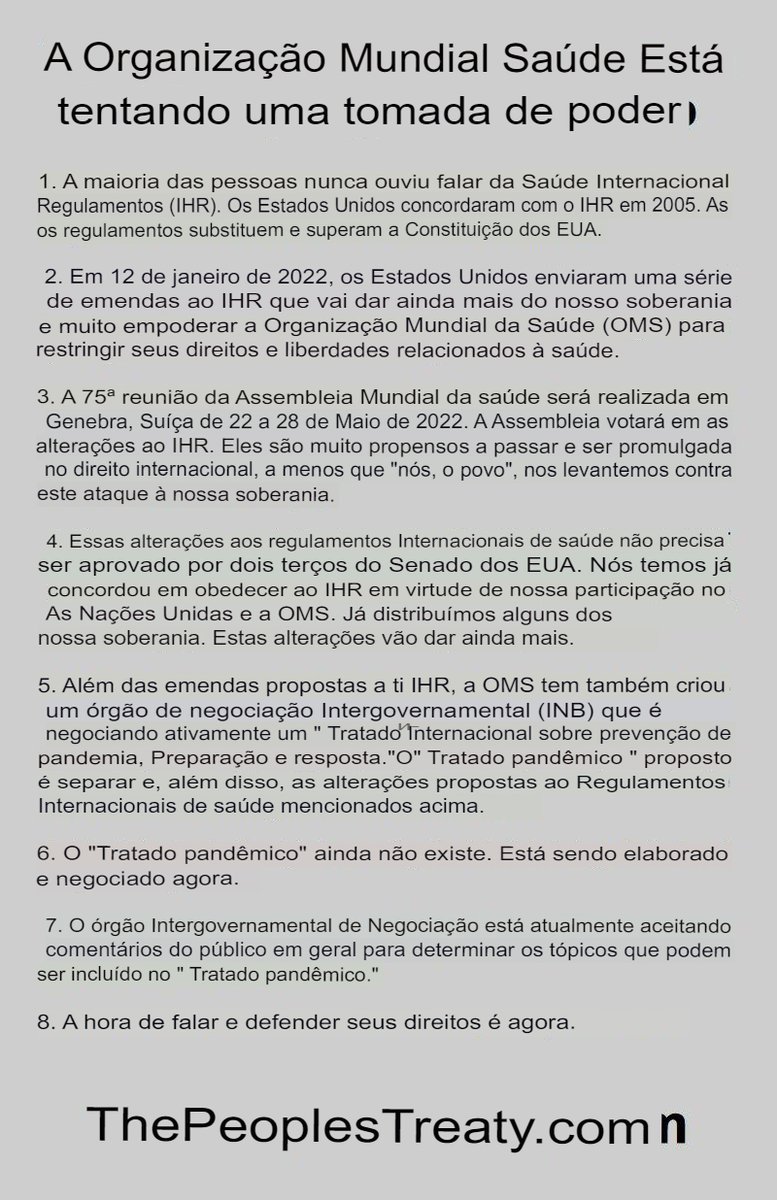 A Organização Mundial Saúde Está
tentando uma tomada de poder
1. A maioria das pessoas nunca ouviu falar da Saúde Internacional
Regulamentos (IHR). Os Estados Unidos concordaram com o IHR em 2005. As
os regulamentos substituem e superam a Constituição dos EUA.
2. Em 12 de janeiro de 2022, os Estados Unidos enviaram uma série
de emendas ao IHR que vai dar ainda mais do nosso soberania
e muito empoderar a Organização Mundial da Saúde (OMS) para
restringir seus direitos e liberdades relacionados à saúde.
3. A 75ª reunião da Assembleia Mundial da saúde será realizada em
Genebra, Suíça de 22 a 28 de Maio de 2022. A Assembleia votará em as
alterações ao IHR. Eles são muito propensos a passar e ser promulgada
no direito internacional, a menos que "nós, o povo", nos levantemos contra
este ataque à nossa soberania.
4. Essas alterações aos regulamentos Internacionais de saúde não precisa
ser aprovado por dois terços do Senado dos EUA. Nós temos já
concordou em obedecer ao IHR em virtude de nossa participação no
As Nações Unidas e a OMS. Já distribuímos alguns dos
nossa soberania. Estas alterações vão dar ainda mais.
5. Além das emendas propostas a ti IHR, a OMS tem também criou
um órgão de negociação Intergovernamental (INB) que é
negociando ativamente um " Tratado Internacional sobre prevenção de
pandemia, Preparação e resposta."O" Tratado pandêmico " proposto
é separar e, além disso, as alterações propostas ao Regulamentos
Internacionais de saúde mencionados acima.
6. O "Tratado pandêmico" ainda não existe. Está sendo elaborado
e negociado agora.
7. O órgão Intergovernamental de Negociação está atualmente aceitando
comentários do público em geral para determinar os tópicos que podem
ser incluído no " Tratado pandêmico."
8. A hora de falar e defender seus direitos é agora.
ThePeoplesTreaty.com n